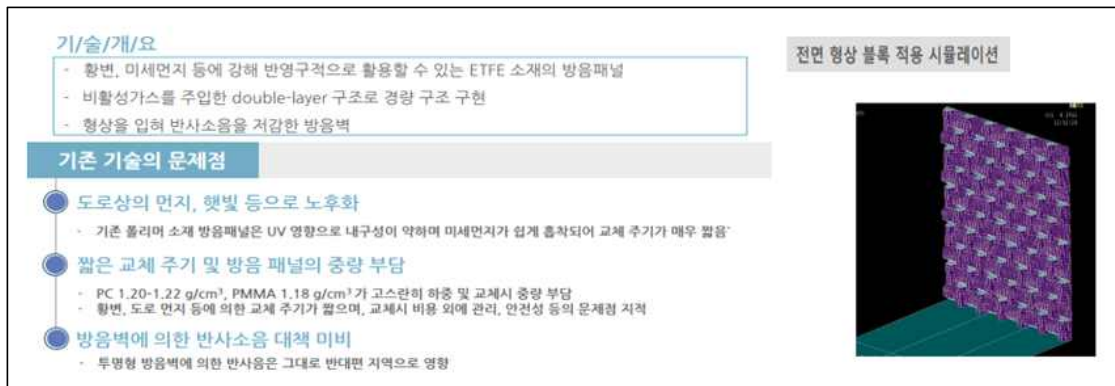 기/술/개/요
- 황변, 미세먼지 등에 강해 반영구적으로 활용할 수 있는 ETFE 소재의 방음패널
- 비활성가스를 주입한 double-layer 구조로 경량 구조 구현
- 형상을 입혀 반사소음을 저감한 방음벽
기존 기술의 문제점
도로상의 먼지, 햇빛 등으로 노후화
- 기존 폴리머 소재 방음패널은 UV 영향으로 내구성이 약하며 미세먼지가 쉽게 흡착되어 교체 주기가 매우 짧음
짧은 교체 주기 및 방음 패널의 중량 부담
- PC 1.20-1.22 g/cm³, PMMA 1.18 g/cm³ 가 고스란히 하중 및 교체시 중량 부담
- 황변, 도로 먼지 등에 의한 교체 주기가 짧으며, 교체시 비용 외에 관리, 안전성 등의 문제점 지적
방음벽에 의한 반사소음 대책 미비
- 투명형 방음벽에 의한 반사음은 그대로 반대편 지역으로 영향
전면 형상 블록 적용 시뮬레이션